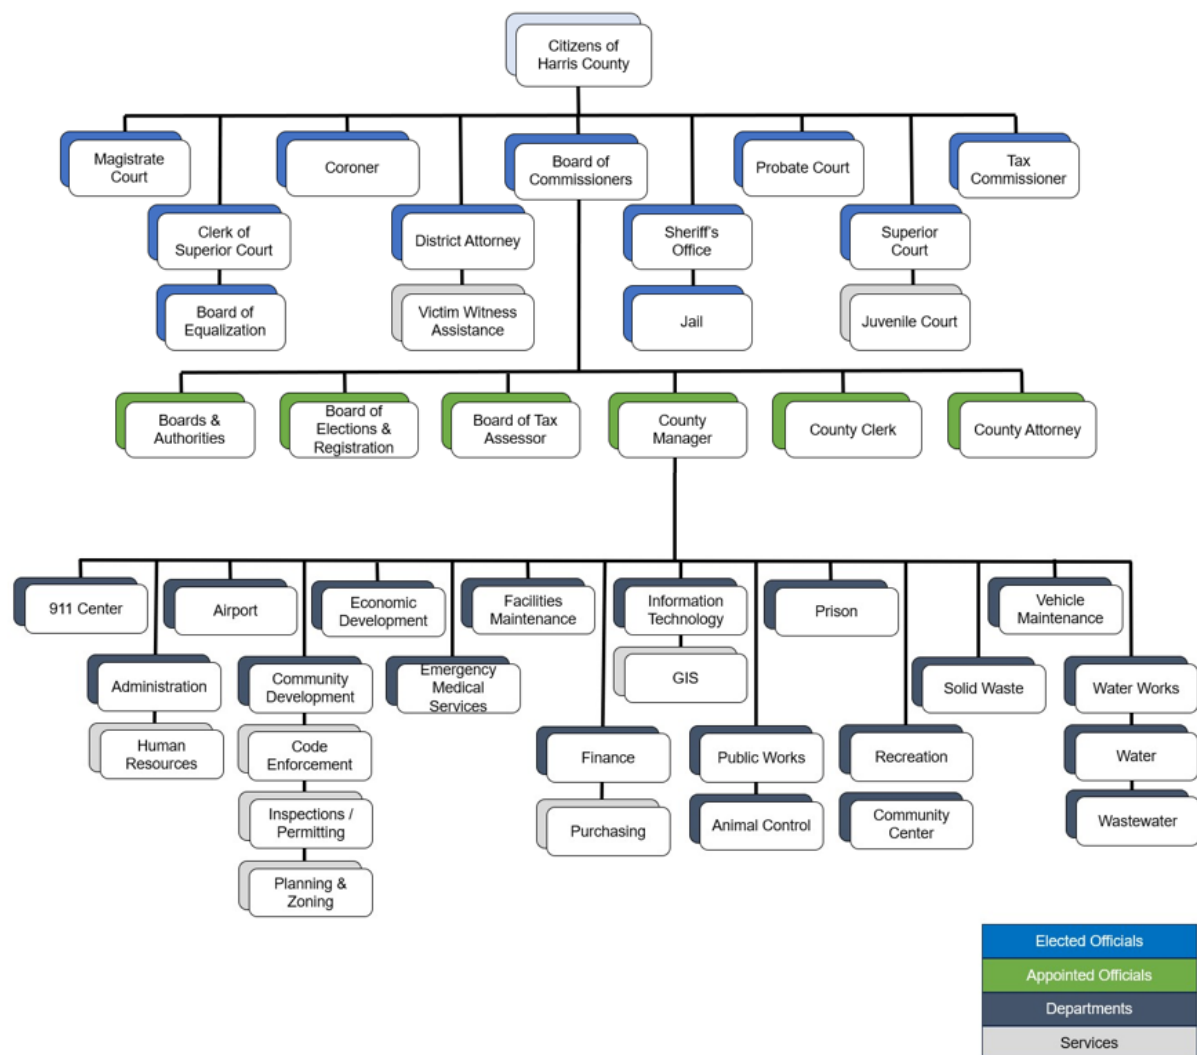 Citizens of
Harris County
Magistrate
Court
Coroner
Board of
Commissioners
Probate Court
Tax
Commissioner
Clerk of
Superior Court
District Attorney
Sheriff's
Office
Superior
Court
Board of
Equalization
Victim Witness
Assistance
Jail
Juvenile Court
Boards &
Authorities
Board of
Elections &
Registration
Board of Tax
Assessor
County
Manager
County Clerk
County Attorney
911 Center
Airport
Economic
Development
Facilities
Maintenance
Information
Technology
Prison
Vehicle
Maintenance
Administration
Community
Development
Emergency
Medical
Services
GIS
Solid Waste
Water Works
Human
Resources
Code
Enforcement
Finance
Public Works
Recreation
Water
Inspections /
Permitting
Purchasing
Animal Control
Community
Center
Wastewater
Planning &
Zoning
Elected Officials
Appointed Officials
Departments
Services